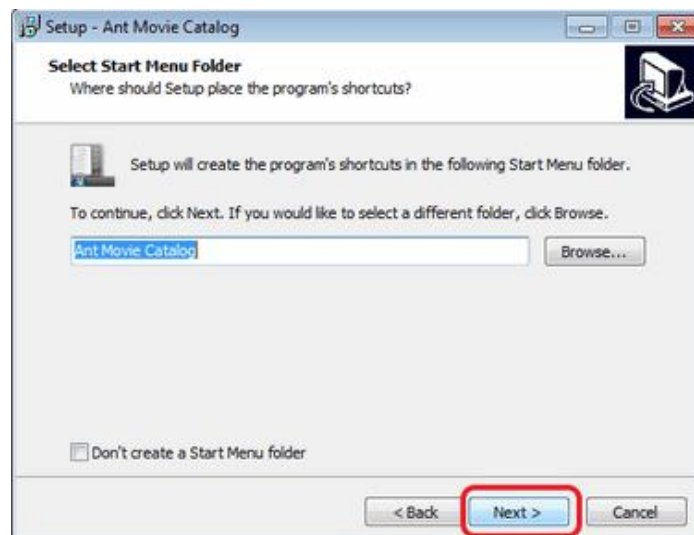 Setup - Ant Movie Catalog
Select Start Menu Folder
Where should Setup place the program's shortcuts?
Setup will create the program's shortcuts in the following Start Menu folder.
To continue, click Next. If you would like to select a different folder, click Browse.
Ant Movie Catalog
Browse...
Don't create a Start Menu folder
< Back
Next >
Cancel